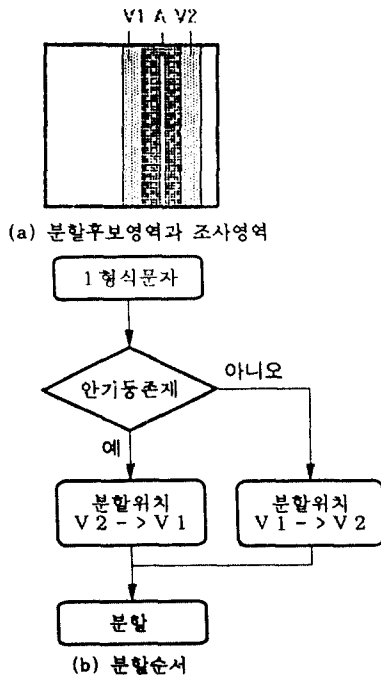 V1 A V2
(a) 분할후보영역과 조사영역
1형식문자
안기둥존재
아니오
예
분할위치
V2->V1
분할위치
V1->V2
분할
(b) 분할순서